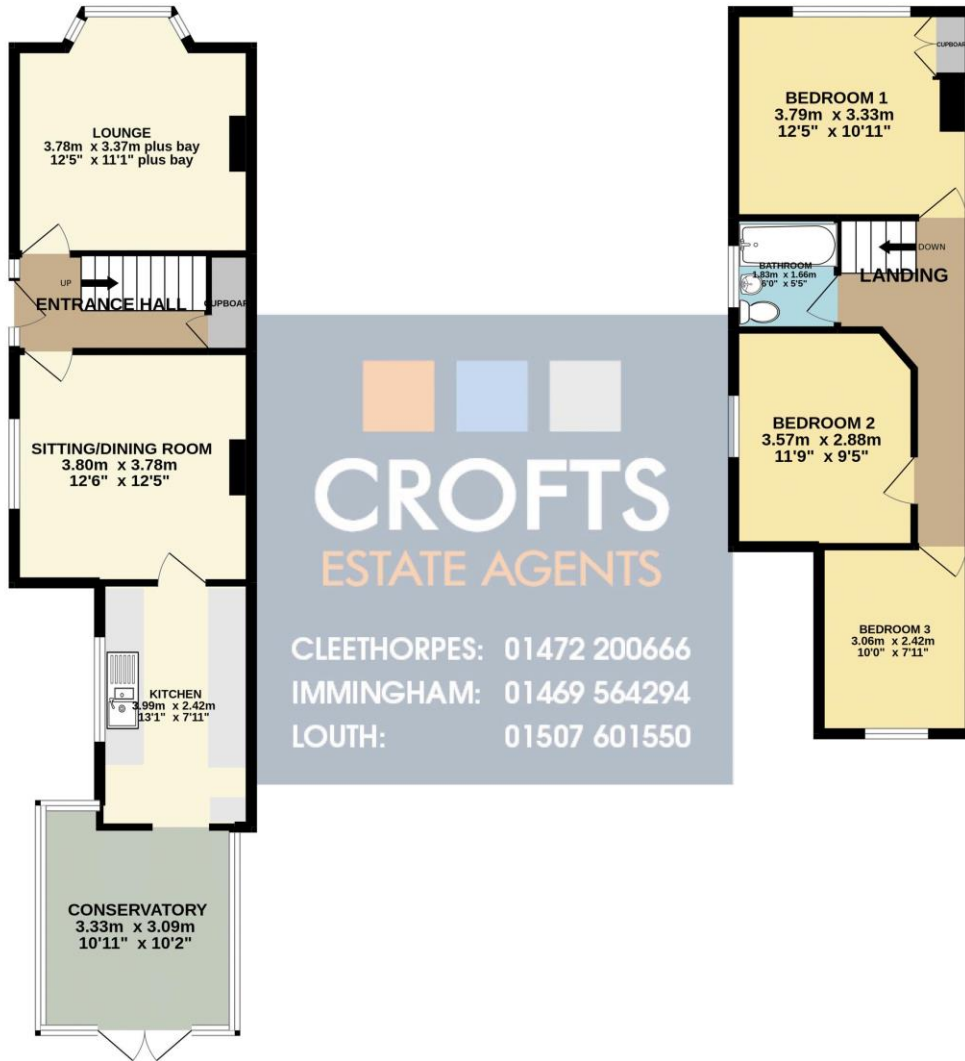 LOUNGE
3.78m x 3.37m plus bay
12'5" x 11'1" plus bay
UP
ENTRANCE HALL
CUPBOAR
SITTING/DINING ROOM
3.80m x 3.78m
12'6" x 12'5"
KITCHEN
3.99m x 2.42m
13'1" x 7'11"
CONSERVATORY
3.33m x 3.09m
10'11" x 10'2"
CUPBOAR
BEDROOM 1
3.79m x 3.33m
12'5" x 10'11"
DOWN
LANDING
BATHROOM
1.83m x 1.66m
6'0" x 5'5"
BEDROOM 2
3.57m x 2.88m
11'9" x 9'5"
BEDROOM 3
3.06m x 2.42m
10'0" x 7'11"
CROFTS
ESTATE AGENTS
CLEETHORPES: 01472 200666
IMMINGHAM: 01469 564294
LOUTH: 01507 601550